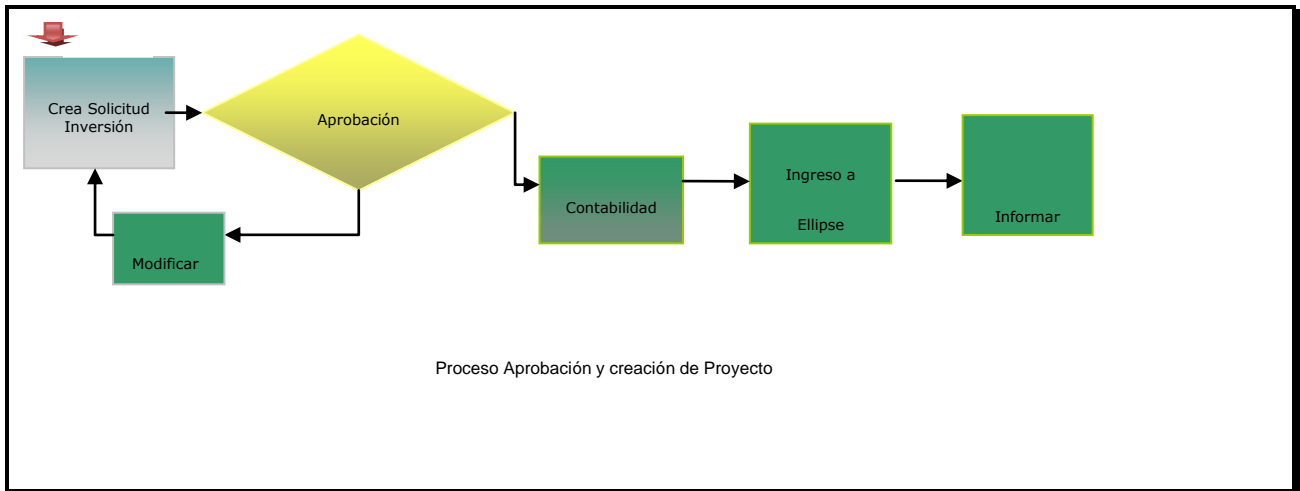 Crea Solicitud
Inversión
Aprobación
Modificar
Contabilidad
Ingreso a
Ellipse
Informar
Proceso Aprobación y creación de Proyecto